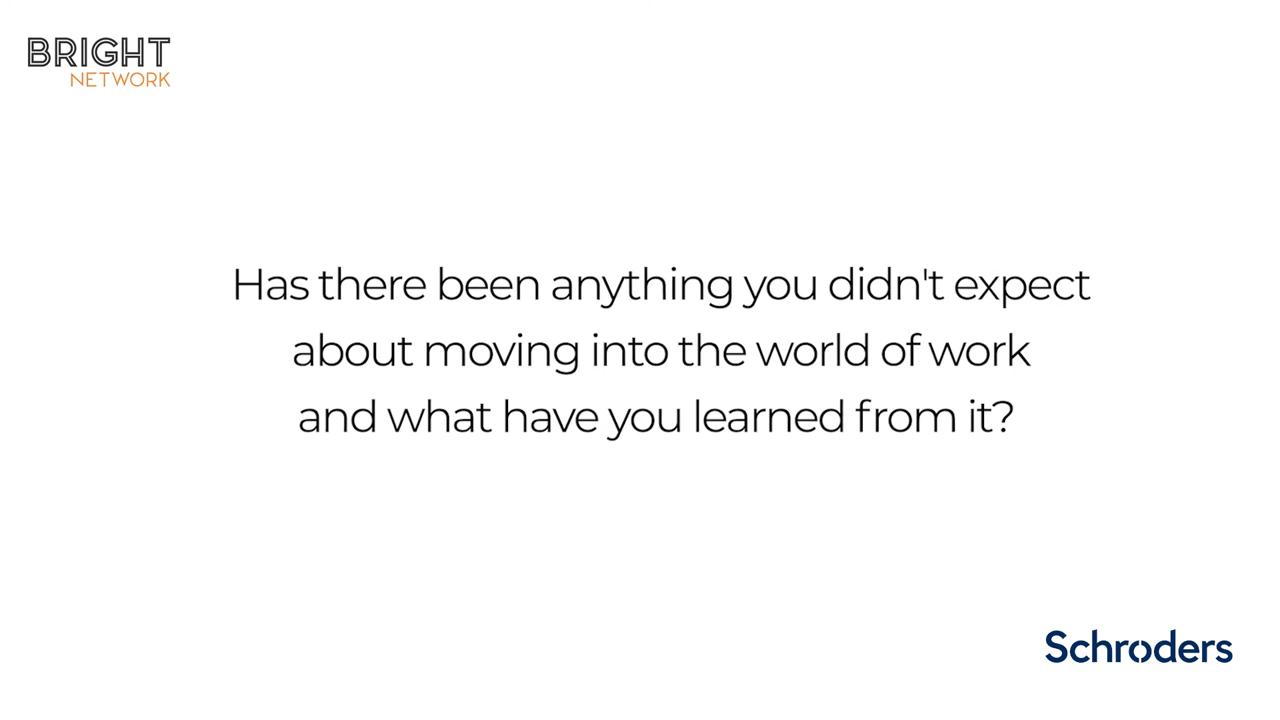 BRIGHT
NETWORK
Has there been anything you didn't expect
about moving into the world of work
and what have you learned from it?
Schroders